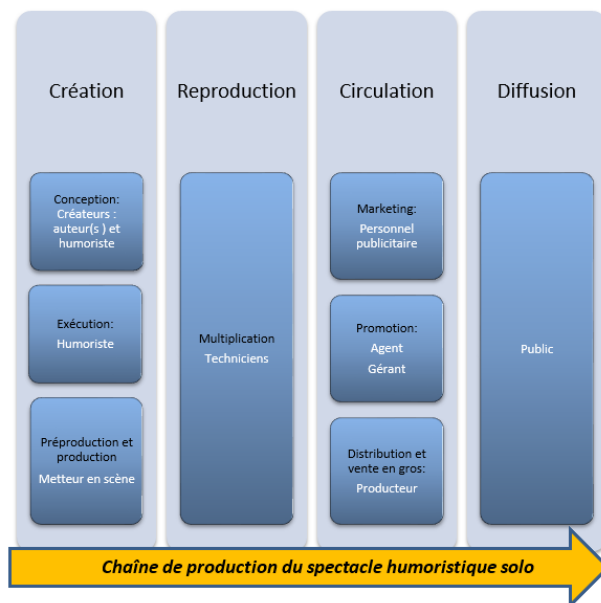 Création
Reproduction
Circulation
Diffusion
Conception:
Créateurs :
auteur(s ) et
humoriste
Exécution:
Humoriste
Préproduction et
production
Metteur en scène
Multiplication
Techniciens
Marketing:
Personnel
publicitaire
Promotion:
Agent
Gérant
Distribution et
vente en gros:
Producteur
Public
Chaîne de production du spectacle humoristique solo